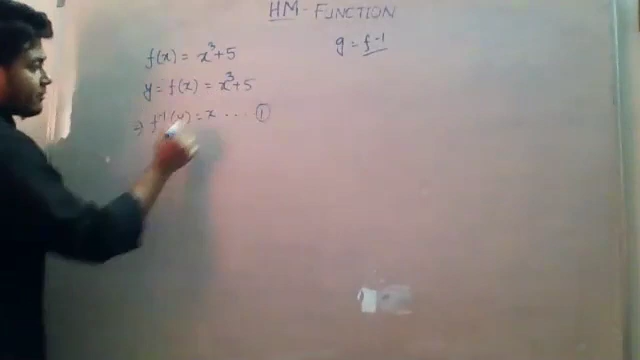 HM - FUNCTION
f(x) = x³+5
g = f⁻¹
y = f(x) = x³+5
⇒ f⁻¹(y) = x ... ①